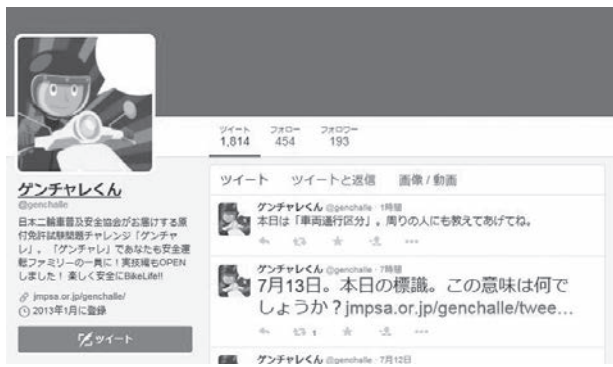 ツイート フォロー フォロワー
1,814 454 193
ゲンチャレくん
@genchalle
日本二輪車普及安全協会がお届けする原
付免許試験問題チャレンジ「ゲンチャ
レ」。「ゲンチャレ」であなたも安全運
転ファミリーの一員に！実技編もOPEN
しました！ 楽しく安全にBikeLife!!
jmpsa.or.jp/genchalle/
2013年1月に登録
ツイート
ツイート ツイートと返信 画像 / 動画
ゲンチャレくん @genchalle · 1時間
本日は「車両通行区分」。周りの人にも教えてあげてね。
ゲンチャレくん @genchalle · 7時間
7月13日。本日の標識。この意味は何で
しょうか？jmpsa.or.jp/genchalle/twee…
1
ゲンチャレくん @genchalle · 7月12日